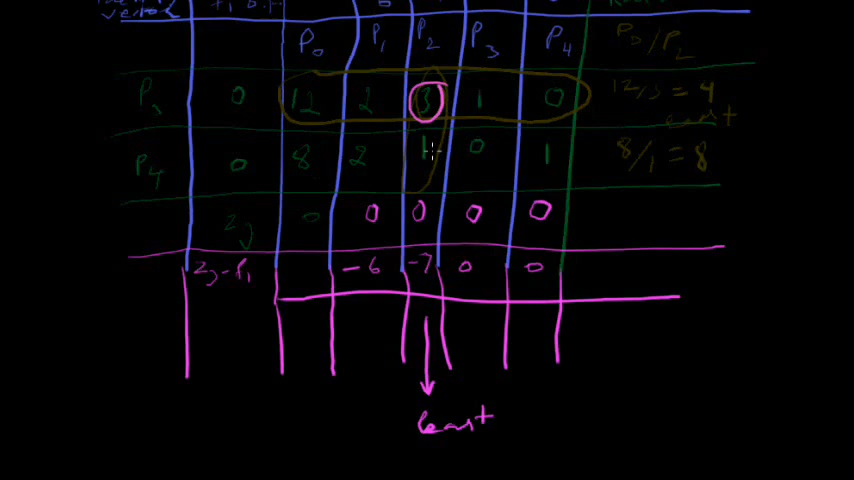 vector
P0 P1 P2 P3 P4 P0/P2
P3 0 12 2 3 1 0 12/3 = 4
least
P4 0 8 2 1 0 1 8/1 = 8
zj 0 0 0 0 0
zj-Pj -6 -7 0 0
least